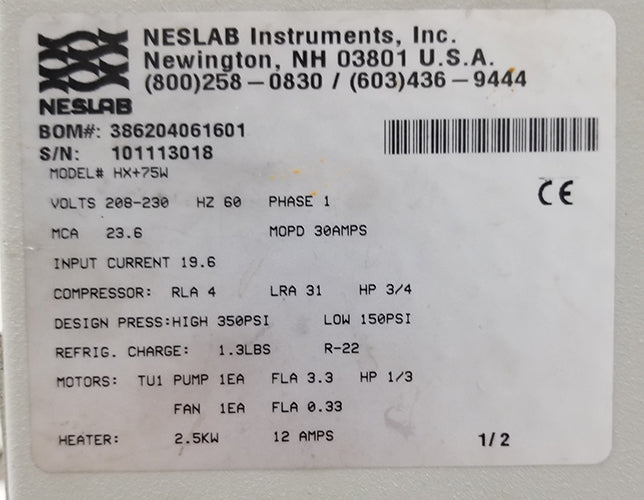 NESLAB Instruments, Inc.
Newington, NH 03801 U.S.A.
(800)258-0830 / (603)436-9444
NESLAB
BOM#: 386204061601
S/N: 101113018
MODEL# HX+75W
CE
VOLTS 208-230 HZ 60 PHASE 1
MCA 23.6 MOPD 30AMPS
INPUT CURRENT 19.6
COMPRESSOR: RLA 4 LRA 31 HP 3/4
DESIGN PRESS:HIGH 350PSI LOW 150PSI
REFRIG. CHARGE: 1.3LBS R-22
MOTORS: TU1 PUMP 1EA FLA 3.3 HP 1/3
FAN 1EA FLA 0.33
HEATER: 2.5KW 12 AMPS 1/2